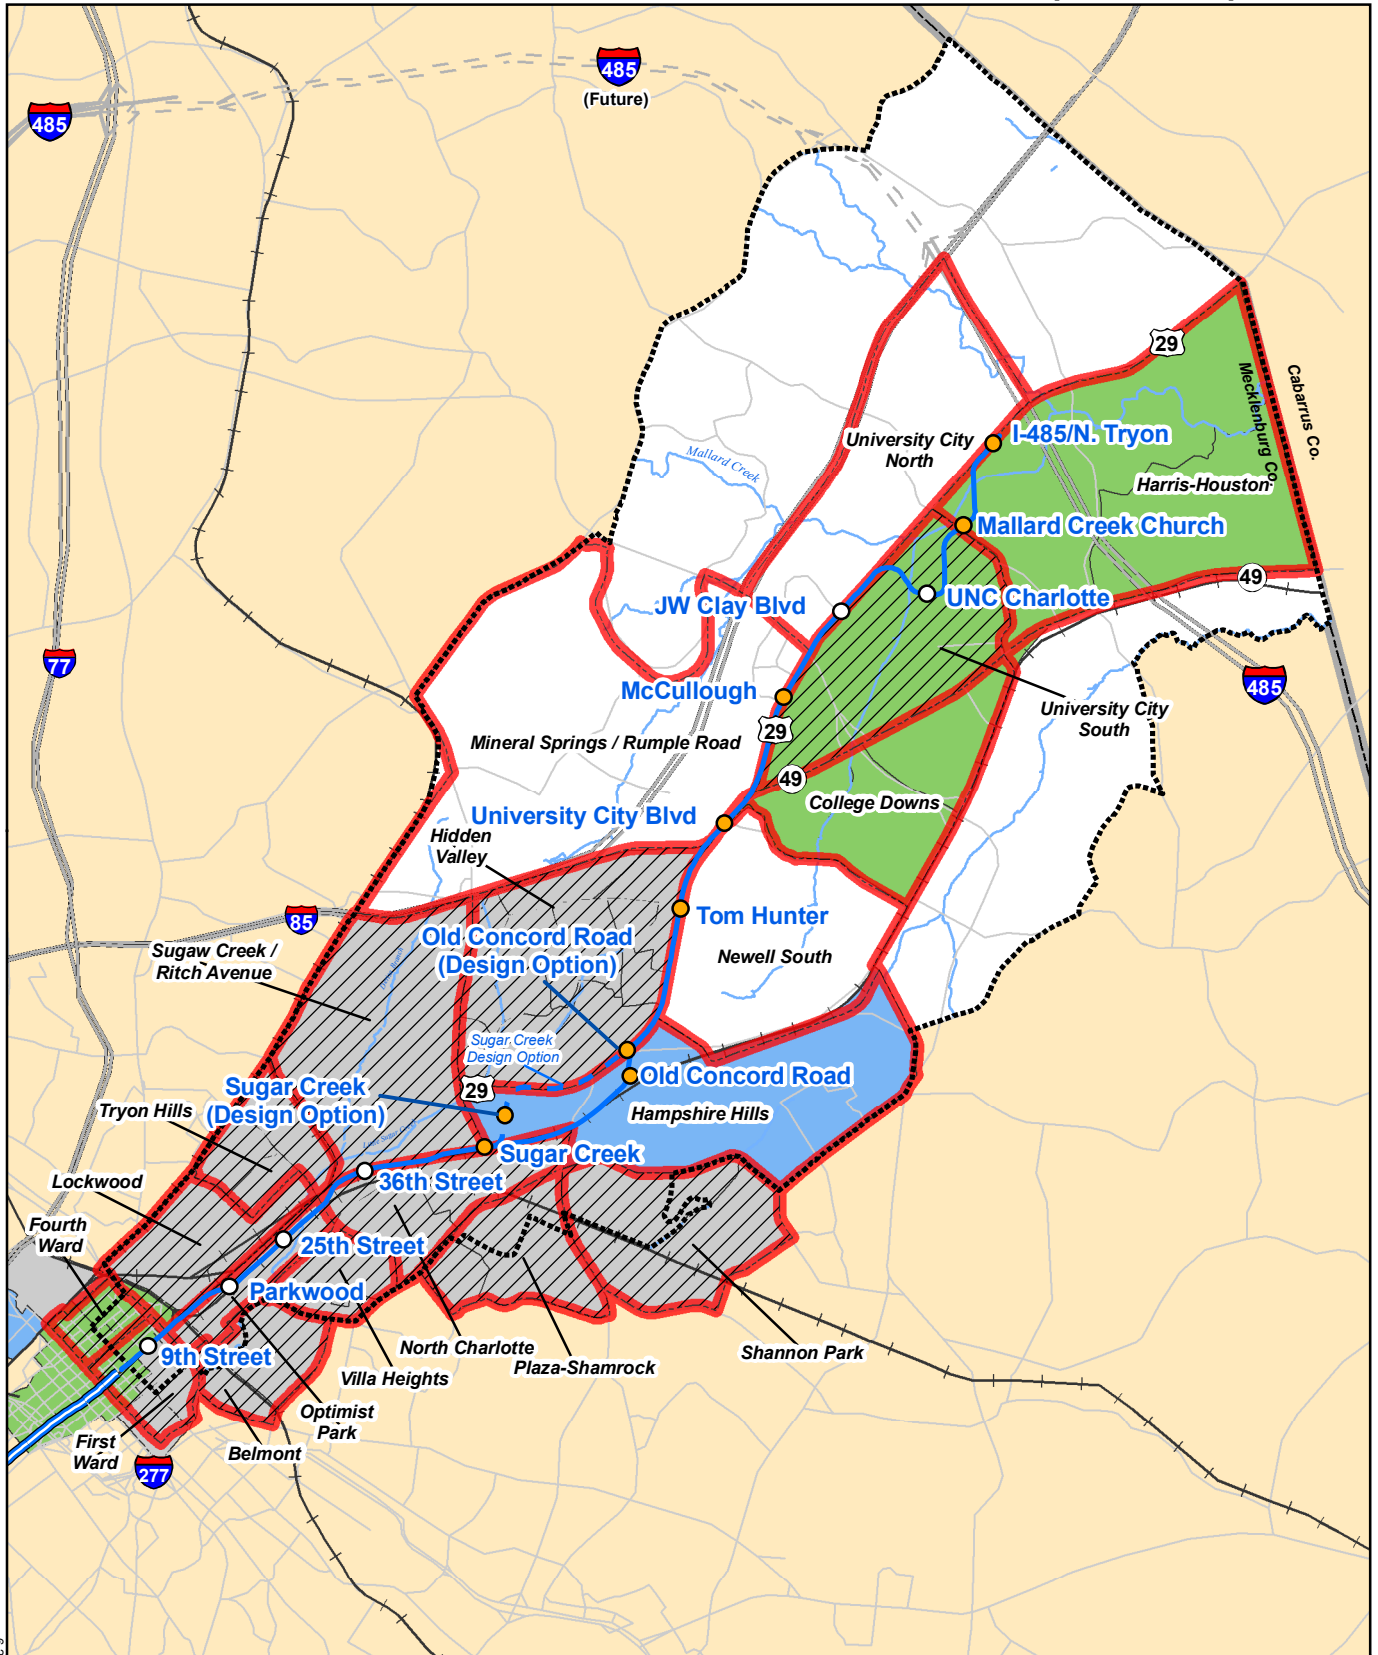 485
(Future)
485
29
Cabarrus Co.
Mecklenburg Co.
I-485/N. Tryon
University City
North
Mallard Creek
Harris-Houston
Mallard Creek Church
49
UNC Charlotte
JW Clay Blvd
77
485
McCullough
University City
South
29
Mineral Springs / Rumple Road
49
College Downs
University City Blvd
Hidden
Valley
85
Tom Hunter
Old Concord Road
(Design Option)
Sugaw Creek /
Ritch Avenue
Newell South
Sugar Creek
Design Option
Old Concord Road
29
Sugar Creek
(Design Option)
Tryon Hills
Hampshire Hills
Little Sugar Creek
Sugar Creek
Lockwood
36th Street
Fourth
Ward
25th Street
Parkwood
9th Street
North Charlotte
Shannon Park
Plaza-Shamrock
Villa Heights
Optimist
Park
First
Ward
Belmont
277